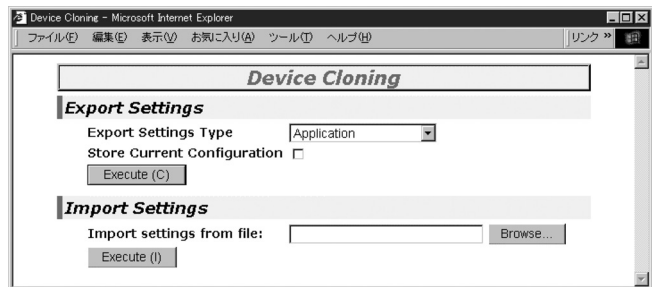 Device Cloning - Microsoft Internet Explorer
ファイル(F) 編集(E) 表示(V) お気に入り(A) ツール(T) ヘルプ(H) リンク »
Device Cloning
Export Settings
Export Settings Type Application
Store Current Configuration
Execute (C)
Import Settings
Import settings from file: Browse...
Execute (I)